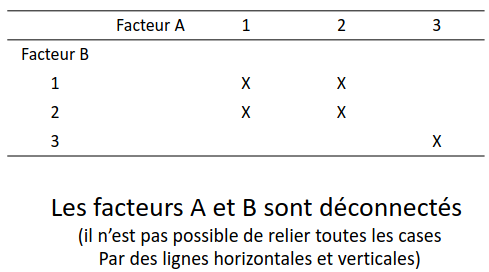 Facteur A 1 2 3
Facteur B
1 X X
2 X X
3 X
Les facteurs A et B sont déconnectés
(il n’est pas possible de relier toutes les cases
Par des lignes horizontales et verticales)